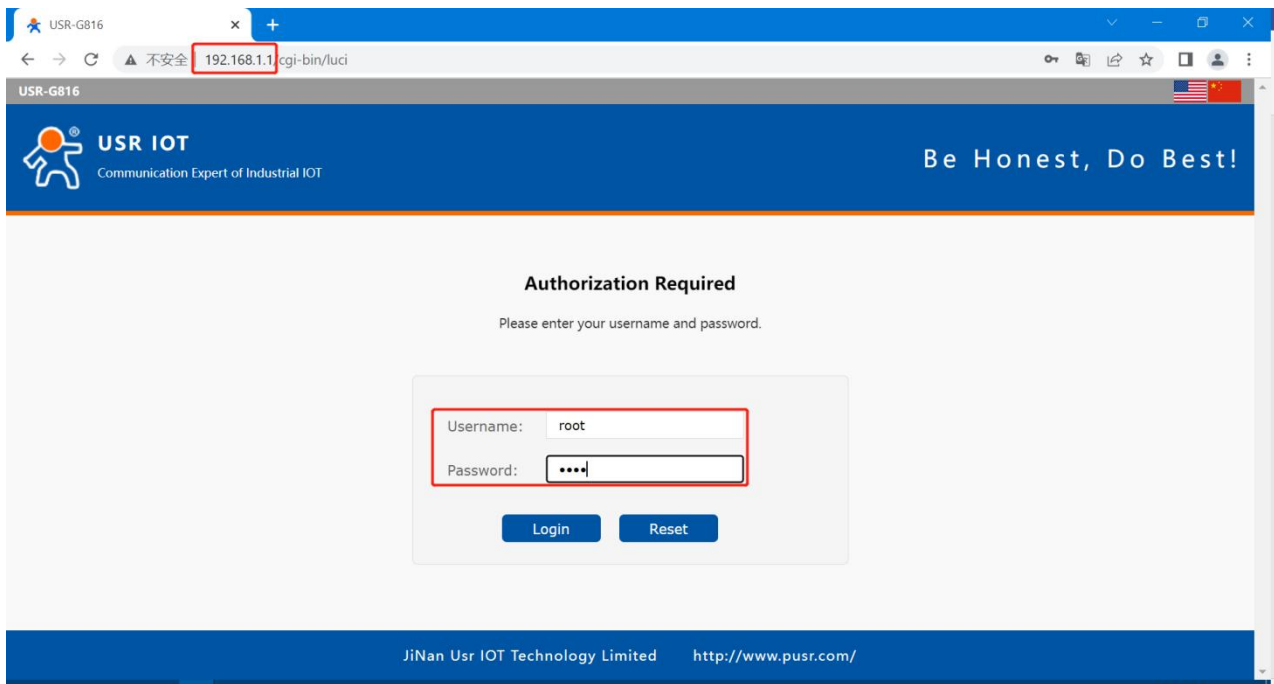 USR-G816
不安全 192.168.1.1/cgi-bin/luci
USR-G816
USR IOT
®
Communication Expert of Industrial IOT
Be Honest, Do Best!
Authorization Required
Please enter your username and password.
Username: root
Password: ••••
Login Reset
JiNan Usr IOT Technology Limited http://www.pusr.com/